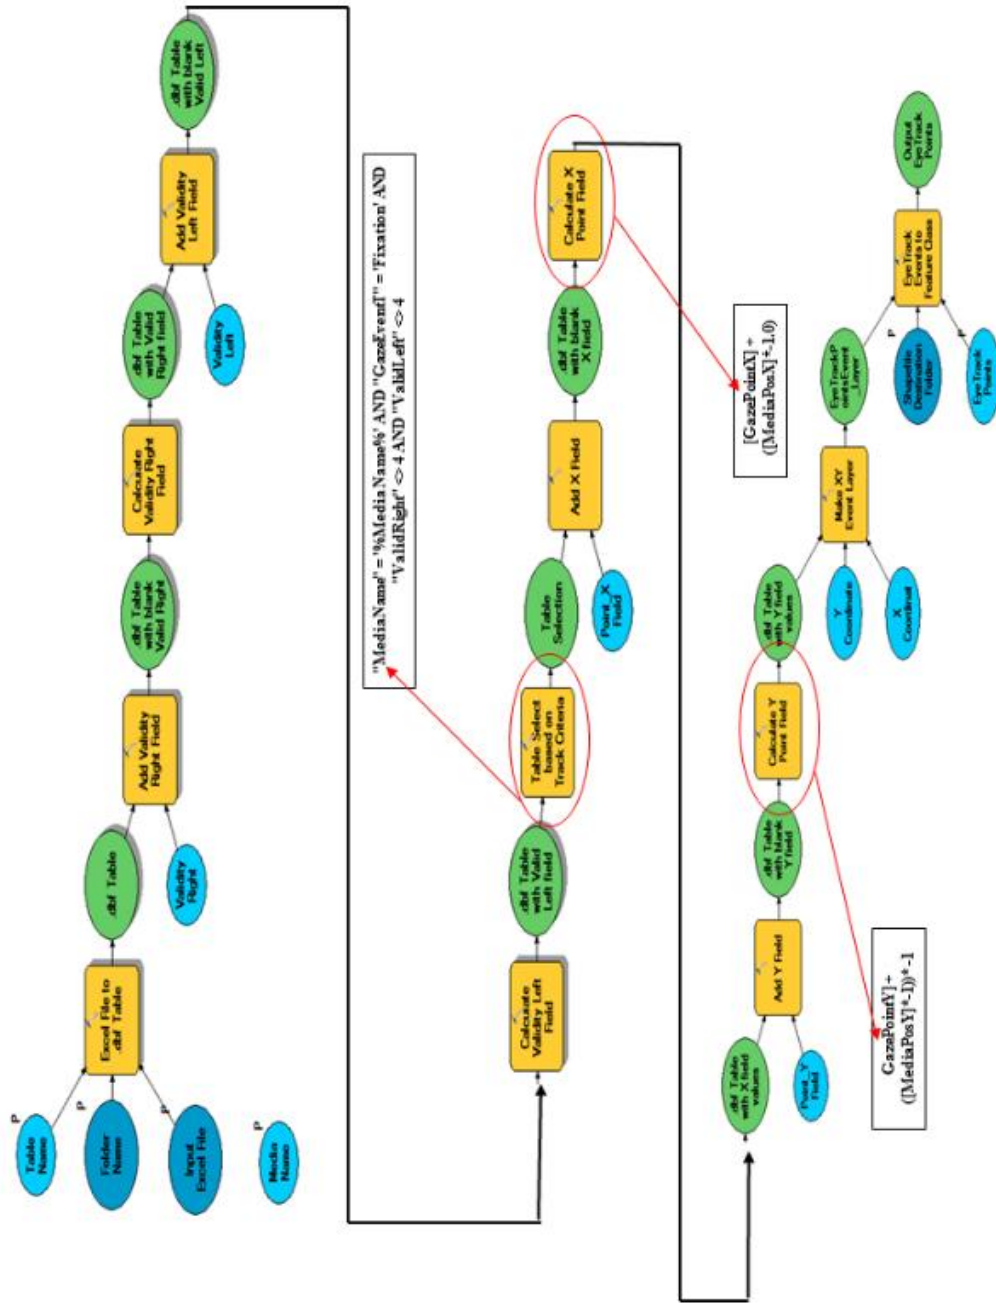 Table
Name
P
Folder
Name
P
Input
Excel File
P
Media
Name
P
Excel File to
.dbf Table
.dbf Table
Validity
Right
Add Validity
Right Field
.dbf Table
with blank
Valid Right
Calculate
Validity Right
Field
.dbf Table
with Valid
Right field
Validity
Left
Add Validity
Left Field
.dbf Table
with blank
Valid Left
"MediaName" = '%MediaName%' AND "GazeEventT" = 'Fixation' AND
"ValidRight" <> 4 AND "ValidLeft" <> 4
Calculate
Validity Left
Field
.dbf Table
with Valid
Left field
Table Select
based on
Track Criteria
Table
Selection
Point_X
Field
Add X Field
.dbf Table
with blank
X field
Calculate X
Point Field
[GazePointX] +
([MediaPosX]*-1.0)
.dbf Table
with X field
values
Point_Y
Field
Add Y Field
.dbf Table
with blank
Y field
Calculate Y
Point Field
.dbf Table
with Y field
values
Y
Coordinate
X
Coordinat
Make XY
Event Layer
EyeTrackP
ointsEvent
_Layer
Shapefile
Destination
Folder
P
EyeTrack
Points
P
EyeTrack
Events to
Feature Class
Output
EyeTrack
Points
GazePointY] +
([MediaPosY]*-1))*-1